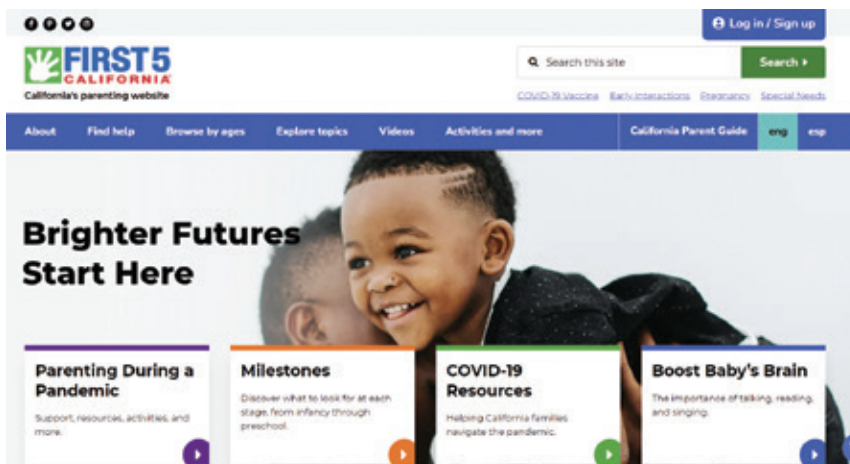 Log in / Sign up
FIRST5
CALIFORNIA
California's parenting website
Search this site
Search
COVID-19 Vaccine Early Interactions Pregnancy Special Needs
About Find help Browse by ages Explore topics Videos Activities and more California Parent Guide eng esp
Brighter Futures
Start Here
Parenting During a
Pandemic
Support, resources, activities, and
more.
Milestones
Discover what to look for at each
stage, from infancy through
preschool.
COVID-19
Resources
Helping California families
navigate the pandemic.
Boost Baby's Brain
The importance of talking, reading,
and singing.